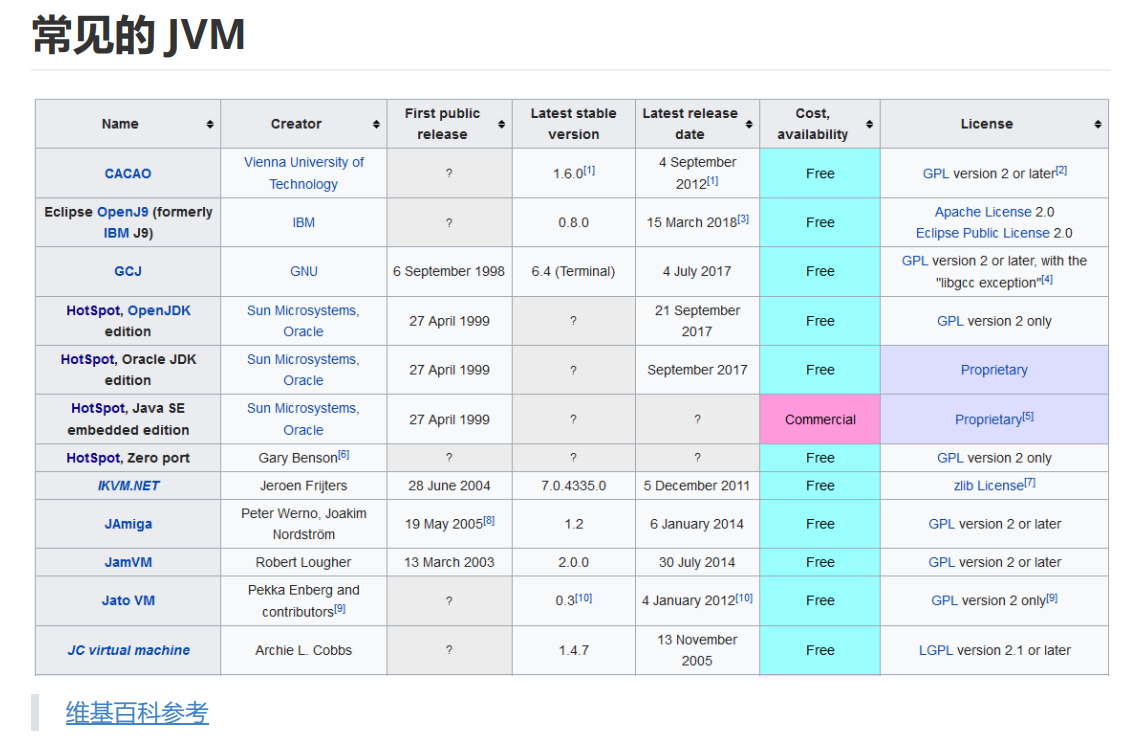 常见的 JVM
Name Creator First public release Latest stable version Latest release date Cost, availability License
CACAO Vienna University of Technology ? 1.6.0[1] 4 September 2012[1] Free GPL version 2 or later[2]
Eclipse OpenJ9 (formerly IBM J9) IBM ? 0.8.0 15 March 2018[3] Free Apache License 2.0 Eclipse Public License 2.0
GCJ GNU 6 September 1998 6.4 (Terminal) 4 July 2017 Free GPL version 2 or later, with the "libgcc exception"[4]
HotSpot, OpenJDK edition Sun Microsystems, Oracle 27 April 1999 ? 21 September 2017 Free GPL version 2 only
HotSpot, Oracle JDK edition Sun Microsystems, Oracle 27 April 1999 ? September 2017 Free Proprietary
HotSpot, Java SE embedded edition Sun Microsystems, Oracle 27 April 1999 ? ? Commercial Proprietary[5]
HotSpot, Zero port Gary Benson[6] ? ? ? Free GPL version 2 only
IKVM.NET Jeroen Frijters 28 June 2004 7.0.4335.0 5 December 2011 Free zlib License[7]
JAmiga Peter Werno, Joakim Nordström 19 May 2005[8] 1.2 6 January 2014 Free GPL version 2 or later
JamVM Robert Lougher 13 March 2003 2.0.0 30 July 2014 Free GPL version 2 or later
Jato VM Pekka Enberg and contributors[9] ? 0.3[10] 4 January 2012[10] Free GPL version 2 only[9]
JC virtual machine Archie L. Cobbs ? 1.4.7 13 November 2005 Free LGPL version 2.1 or later
维基百科参考